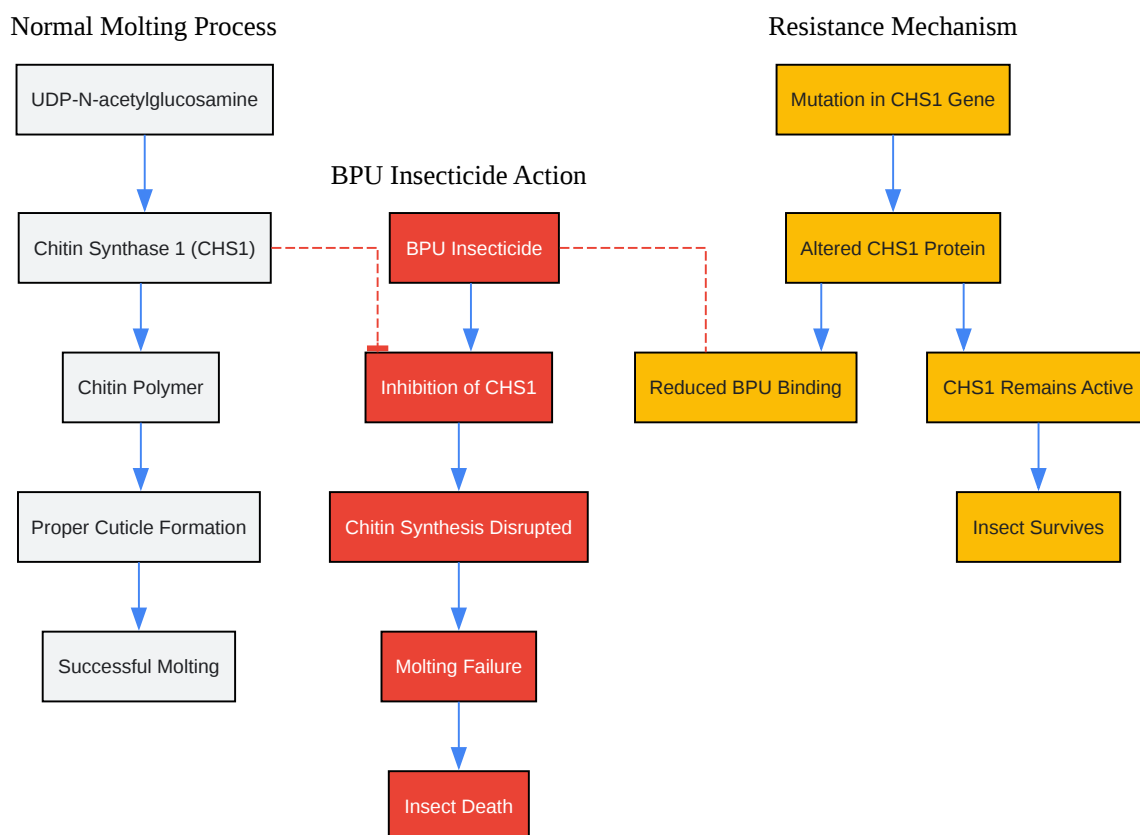 Normal Molting Process
UDP-N-acetylglucosamine
Chitin Synthase 1 (CHS1)
Chitin Polymer
Proper Cuticle Formation
Successful Molting
BPU Insecticide Action
BPU Insecticide
Inhibition of CHS1
Chitin Synthesis Disrupted
Molting Failure
Insect Death
Resistance Mechanism
Mutation in CHS1 Gene
Altered CHS1 Protein
Reduced BPU Binding
CHS1 Remains Active
Insect Survives